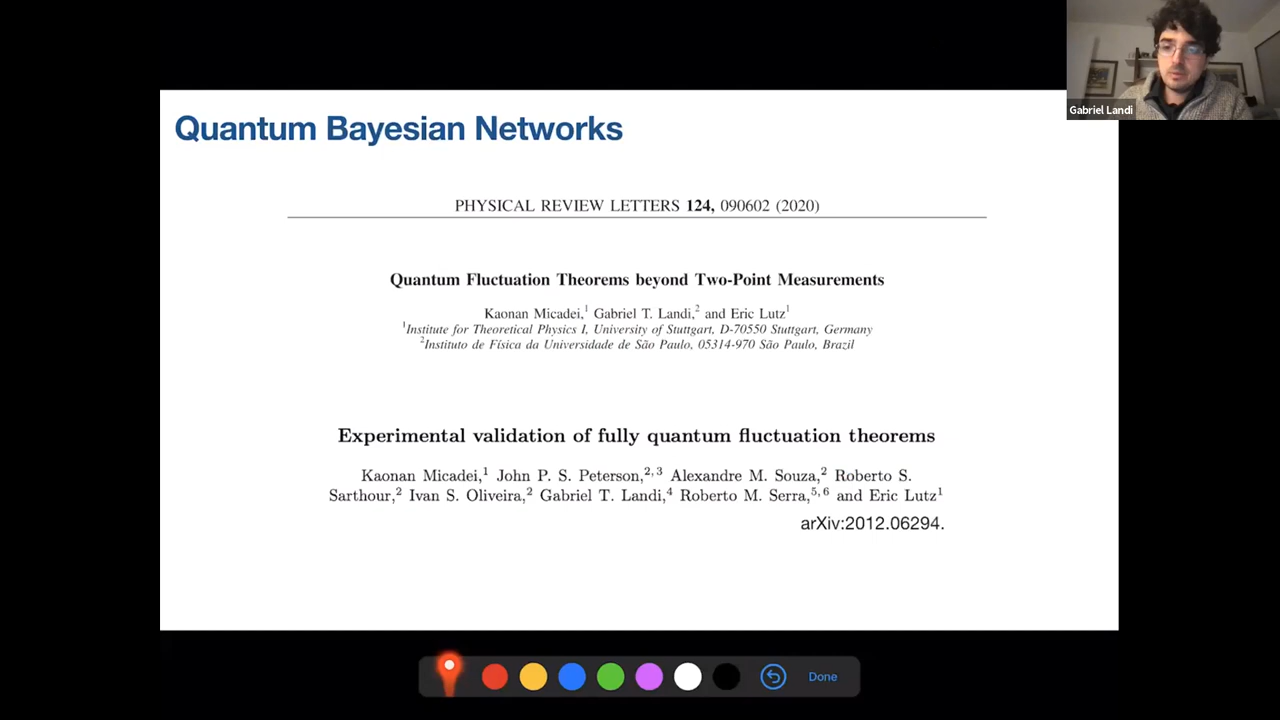 Gabriel Landi
Quantum Bayesian Networks
PHYSICAL REVIEW LETTERS 124, 090602 (2020)
Quantum Fluctuation Theorems beyond Two-Point Measurements
Kaonan Micadei,1 Gabriel T. Landi,2 and Eric Lutz1
1Institute for Theoretical Physics I, University of Stuttgart, D-70550 Stuttgart, Germany
2Instituto de Física da Universidade de São Paulo, 05314-970 São Paulo, Brazil
Experimental validation of fully quantum fluctuation theorems
Kaonan Micadei,1 John P. S. Peterson,2,3 Alexandre M. Souza,2 Roberto S.
Sarthour,2 Ivan S. Oliveira,2 Gabriel T. Landi,4 Roberto M. Serra,5,6 and Eric Lutz1
arXiv:2012.06294.
Done